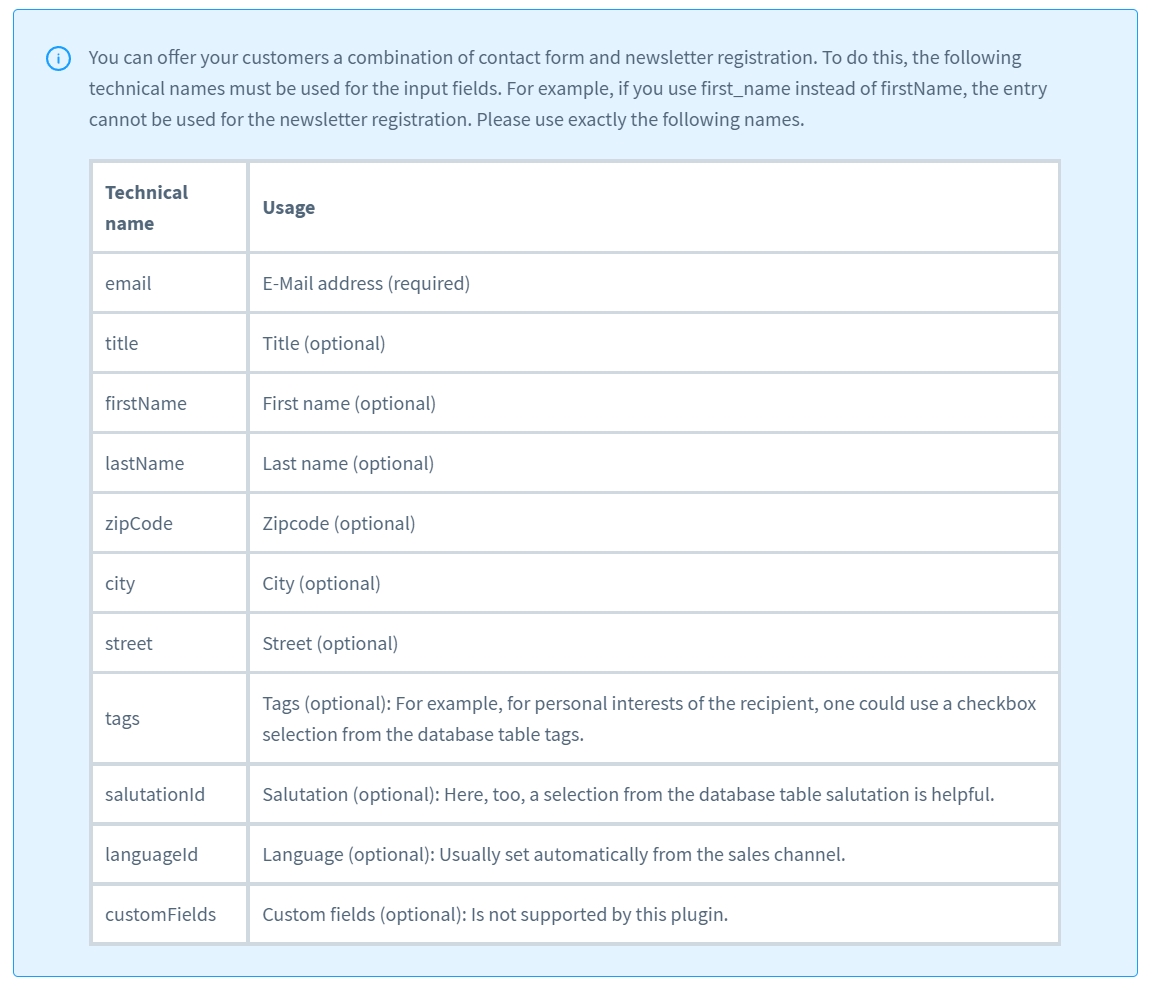 You can offer your customers a combination of contact form and newsletter registration. To do this, the following
technical names must be used for the input fields. For example, if you use first_name instead of firstName, the entry
cannot be used for the newsletter registration. Please use exactly the following names.
Technical
name
Usage
email
E-Mail address (required)
title
Title (optional)
firstName
First name (optional)
lastName
Last name (optional)
zipCode
Zipcode (optional)
city
City (optional)
street
Street (optional)
tags
Tags (optional): For example, for personal interests of the recipient, one could use a checkbox
selection from the database table tags.
salutationId
Salutation (optional): Here, too, a selection from the database table salutation is helpful.
languageId
Language (optional): Usually set automatically from the sales channel.
customFields
Custom fields (optional): Is not supported by this plugin.